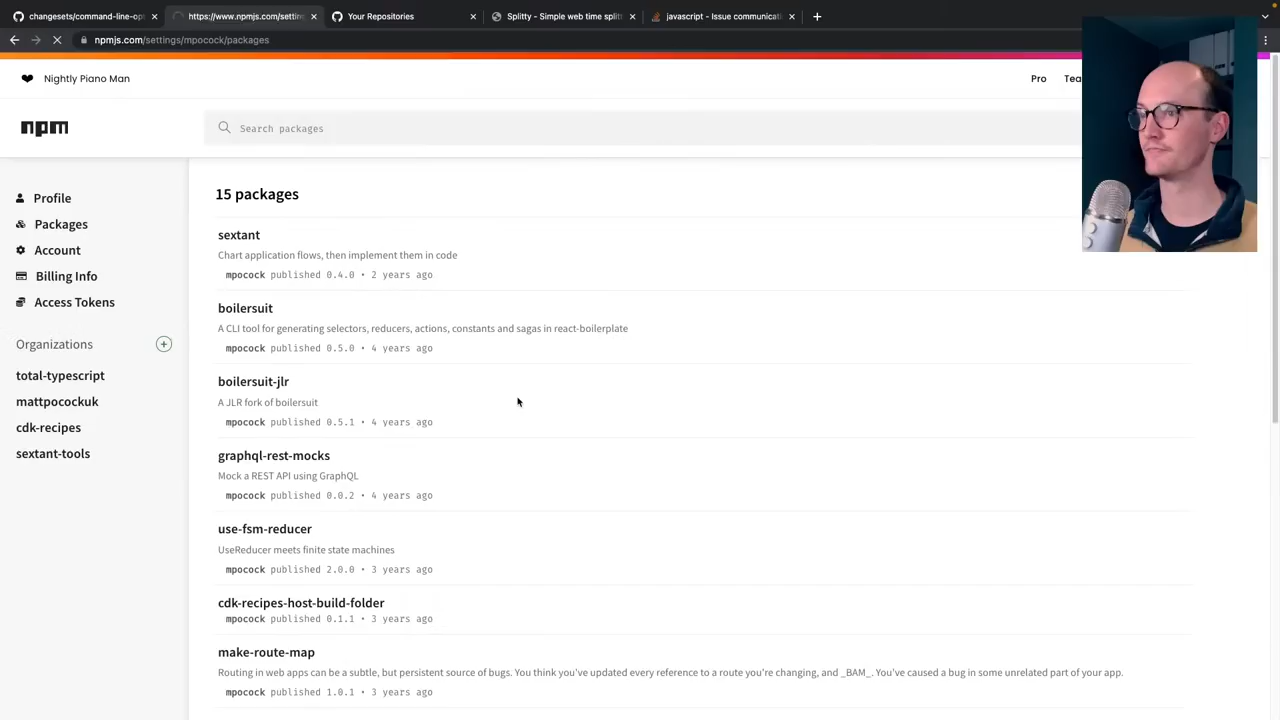 changesets/command-line-op
https://www.npmjs.com/settin
Your Repositories
Splitty - Simple web time split
javascript - Issue communicati
npmjs.com/settings/mpocock/packages
Nightly Piano Man
Pro
Tea
npm
Search packages
Profile
Packages
Account
Billing Info
Access Tokens
Organizations
total-typescript
mattpocockuk
cdk-recipes
sextant-tools
15 packages
sextant
Chart application flows, then implement them in code
mpocock published 0.4.0 • 2 years ago
boilersuit
A CLI tool for generating selectors, reducers, actions, constants and sagas in react-boilerplate
mpocock published 0.5.0 • 4 years ago
boilersuit-jlr
A JLR fork of boilersuit
mpocock published 0.5.1 • 4 years ago
graphql-rest-mocks
Mock a REST API using GraphQL
mpocock published 0.0.2 • 4 years ago
use-fsm-reducer
UseReducer meets finite state machines
mpocock published 2.0.0 • 3 years ago
cdk-recipes-host-build-folder
mpocock published 0.1.1 • 3 years ago
make-route-map
Routing in web apps can be a subtle, but persistent source of bugs. You think you've updated every reference to a route you're changing, and _BAM_. You've caused a bug in some unrelated part of your app.
mpocock published 1.0.1 • 3 years ago